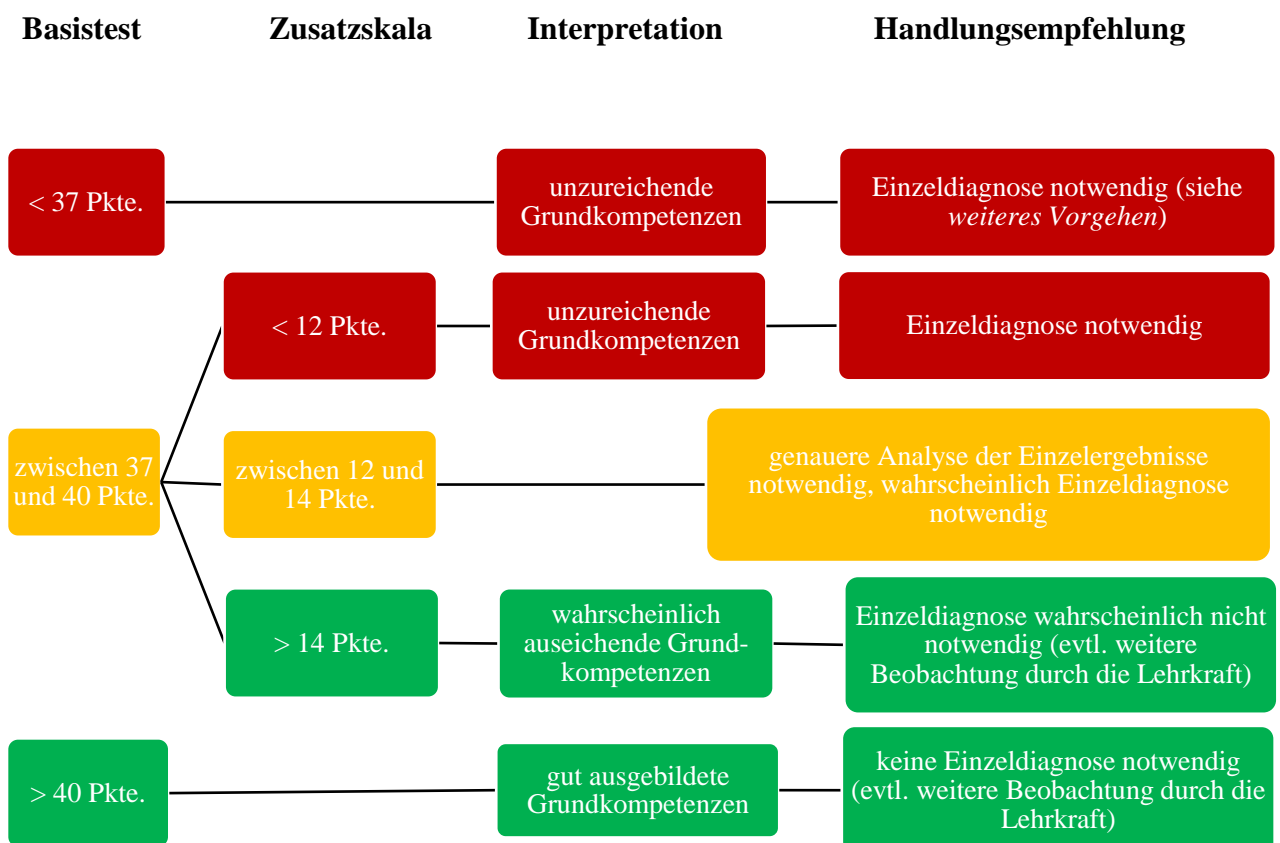 Basistest Zusatzskala Interpretation Handlungsempfehlung
< 37 Pkte.
unzureichende
Grundkompetenzen
Einzeldiagnose notwendig (siehe
weiteres Vorgehen)
< 12 Pkte.
unzureichende
Grundkompetenzen
Einzeldiagnose notwendig
zwischen 37
und 40 Pkte.
zwischen 12 und
14 Pkte.
genauere Analyse der Einzelergebnisse
notwendig, wahrscheinlich Einzeldiagnose
notwendig
> 14 Pkte.
wahrscheinlich
auseichende Grund-
kompetenzen
Einzeldiagnose wahrscheinlich nicht
notwendig (evtl. weitere
Beobachtung durch die Lehrkraft)
> 40 Pkte.
gut ausgebildete
Grundkompetenzen
keine Einzeldiagnose notwendig
(evtl. weitere Beobachtung durch die
Lehrkraft)